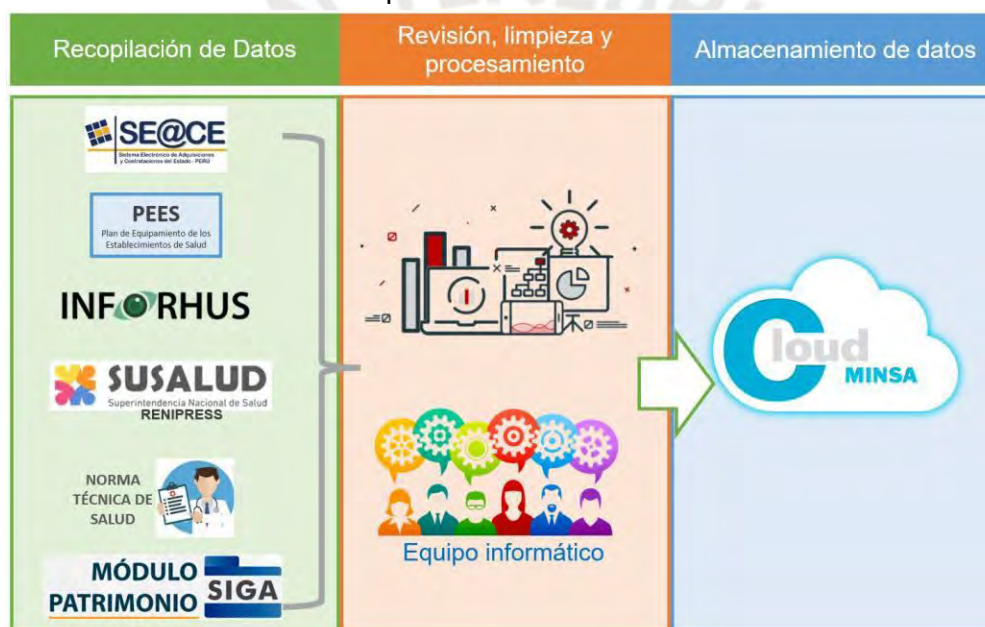 Recopilación de Datos
Revisión, limpieza y
procesamiento
Almacenamiento de datos
SE@CE
Sistema Electrónico de Adquisiciones
y Contrataciones del Estado - PERÚ
PEES
Plan de Equipamiento de los
Establecimientos de Salud
INFORHUS
SUSALUD
Superintendencia Nacional de Salud
RENIPRESS
NORMA
TÉCNICA DE
SALUD
MÓDULO
PATRIMONIO
SIGA
Equipo informático
Cloud
MINSA